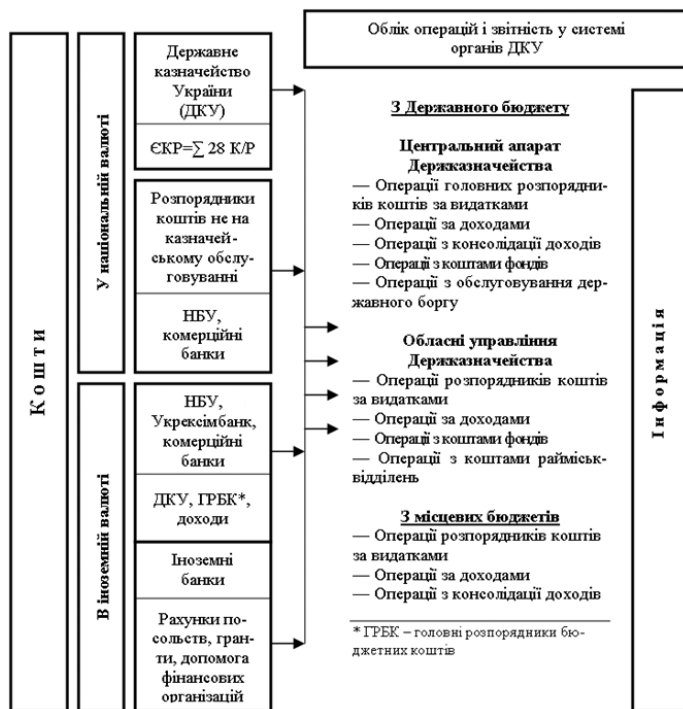 Кошти
У національній валюті
В іноземній валюті
Державне
казначейство
України
(ДКУ)
ЄКР=∑ 28 К/Р
Розпорядники
коштів не на
казначей-
ському обслу-
говуванні
НБУ,
комерційні
банки
НБУ,
Укрексімбанк,
комерційні
банки
ДКУ, ГРБК*,
доходи
Іноземні
банки
Рахунки по-
сольств, гран-
ти, допомога
фінансових
організацій
Облік операцій і звітність у системі
органів ДКУ
З Державного бюджету
Центральний апарат
Держказначейства
— Операції головних розпорядни-
ків коштів за видатками
— Операції за доходами
— Операції з консолідації доходів
— Операції з коштами фондів
— Операції з обслуговування дер-
жавного боргу
Обласні управління
Держказначейства
— Операції розпорядників коштів
за видатками
— Операції за доходами
— Операції з коштами фондів
— Операції з коштами райміськ-
відділень
З місцевих бюджетів
— Операції розпорядників коштів
за видатками
— Операції за доходами
— Операції з консолідації доходів
* ГРБК – головні розпорядники бю-
джетних коштів
Інформація